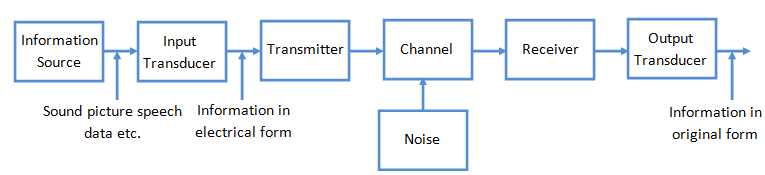 Information
Source
Input
Transducer
Transmitter
Channel
Receiver
Output
Transducer
Sound picture speech
data etc.
Information in
electrical form
Noise
Information in
original form